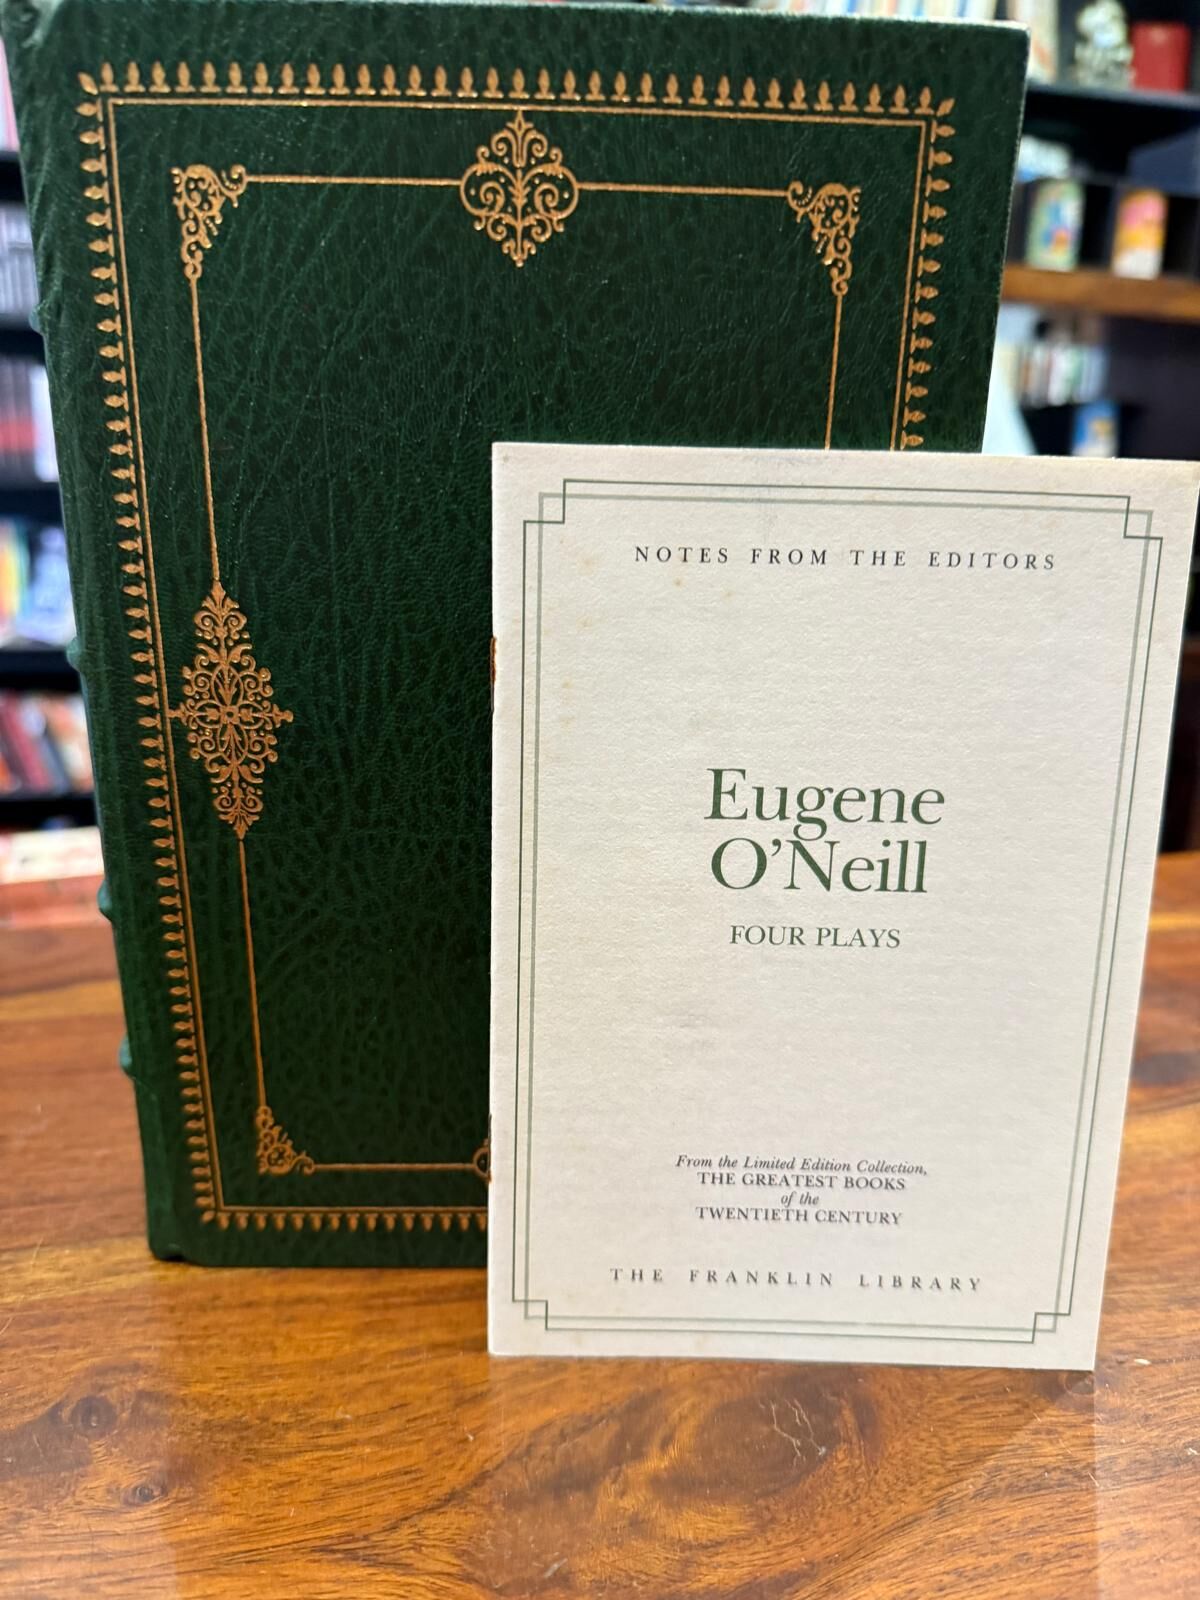 NOTES FROM THE EDITORS
Eugene
O'Neill
FOUR PLAYS
From the Limited Edition Collection,
THE GREATEST BOOKS
of the
TWENTIETH CENTURY
THE FRANKLIN LIBRARY